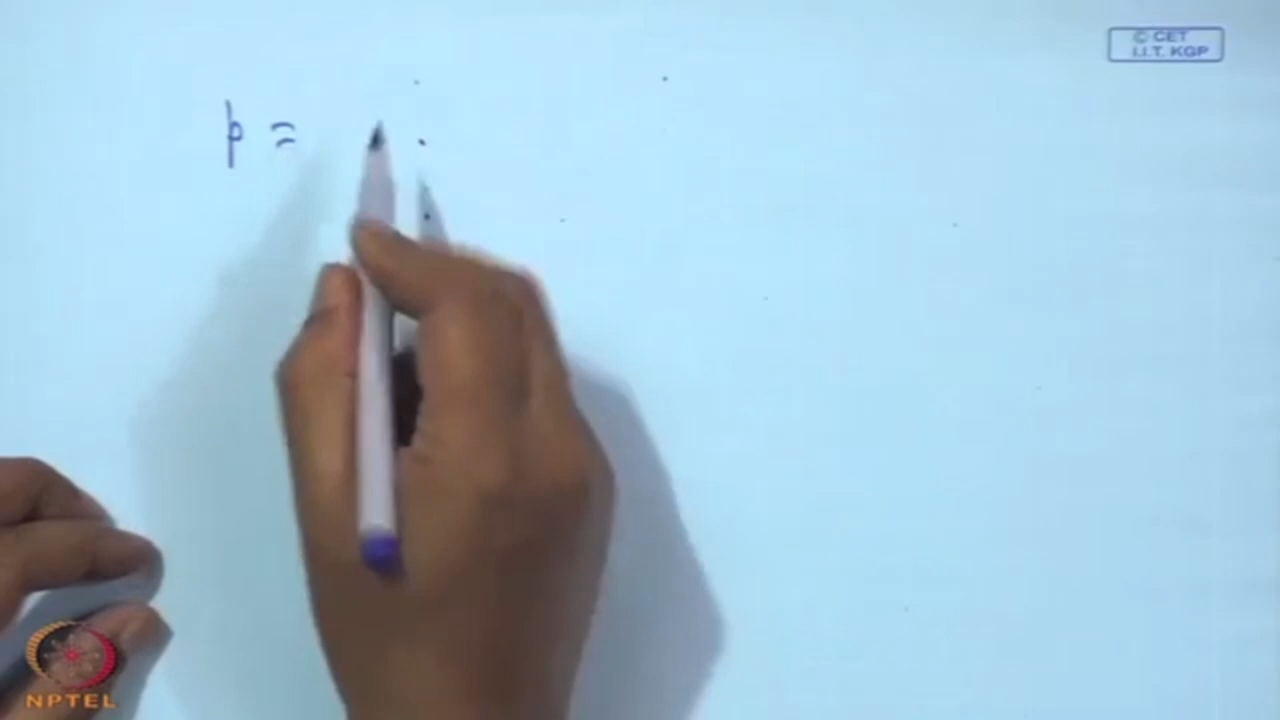 © CET
I.I.T. KGP
p =
NPTEL